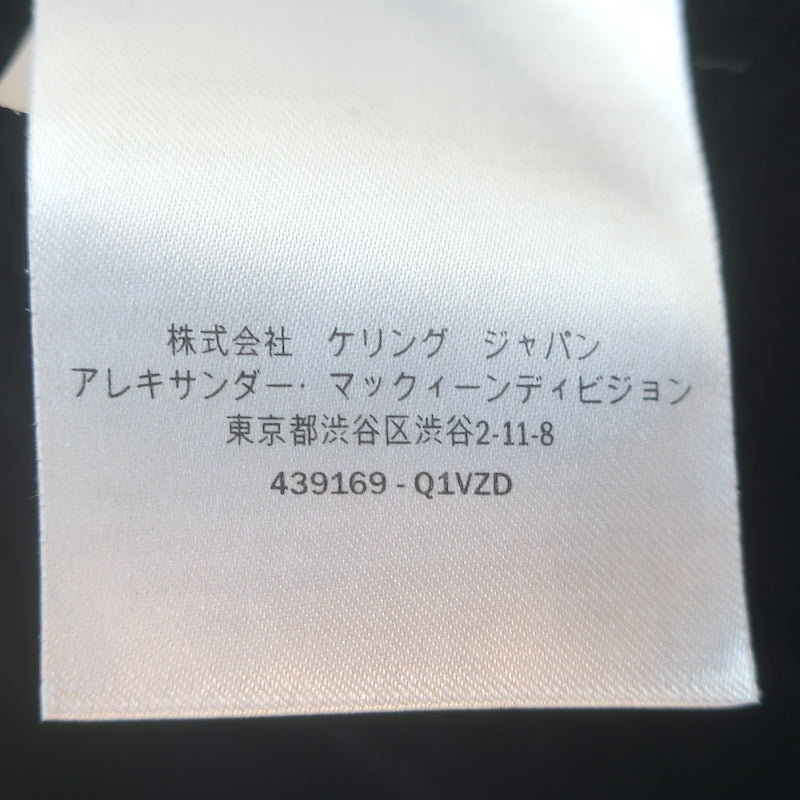 株式会社　ケリング　ジャパン
アレキサンダー・マックィーンディビジョン
東京都渋谷区渋谷2-11-8
439169 - Q1VZD